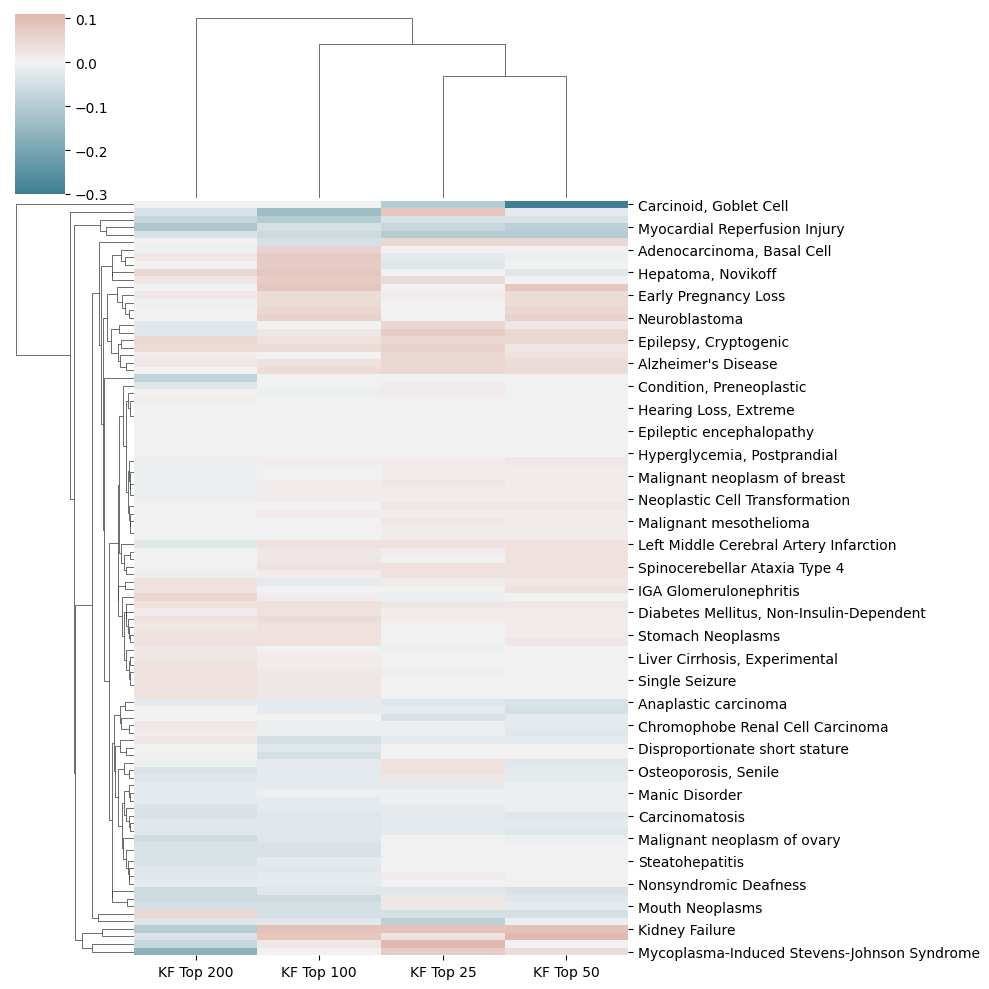 0.1
0.0
−0.1
−0.2
−0.3
Carcinoid, Goblet Cell
Myocardial Reperfusion Injury
Adenocarcinoma, Basal Cell
Hepatoma, Novikoff
Early Pregnancy Loss
Neuroblastoma
Epilepsy, Cryptogenic
Alzheimer's Disease
Condition, Preneoplastic
Hearing Loss, Extreme
Epileptic encephalopathy
Hyperglycemia, Postprandial
Malignant neoplasm of breast
Neoplastic Cell Transformation
Malignant mesothelioma
Left Middle Cerebral Artery Infarction
Spinocerebellar Ataxia Type 4
IGA Glomerulonephritis
Diabetes Mellitus, Non-Insulin-Dependent
Stomach Neoplasms
Liver Cirrhosis, Experimental
Single Seizure
Anaplastic carcinoma
Chromophobe Renal Cell Carcinoma
Disproportionate short stature
Osteoporosis, Senile
Manic Disorder
Carcinomatosis
Malignant neoplasm of ovary
Steatohepatitis
Nonsyndromic Deafness
Mouth Neoplasms
Kidney Failure
Mycoplasma-Induced Stevens-Johnson Syndrome
KF Top 200 KF Top 100 KF Top 25 KF Top 50